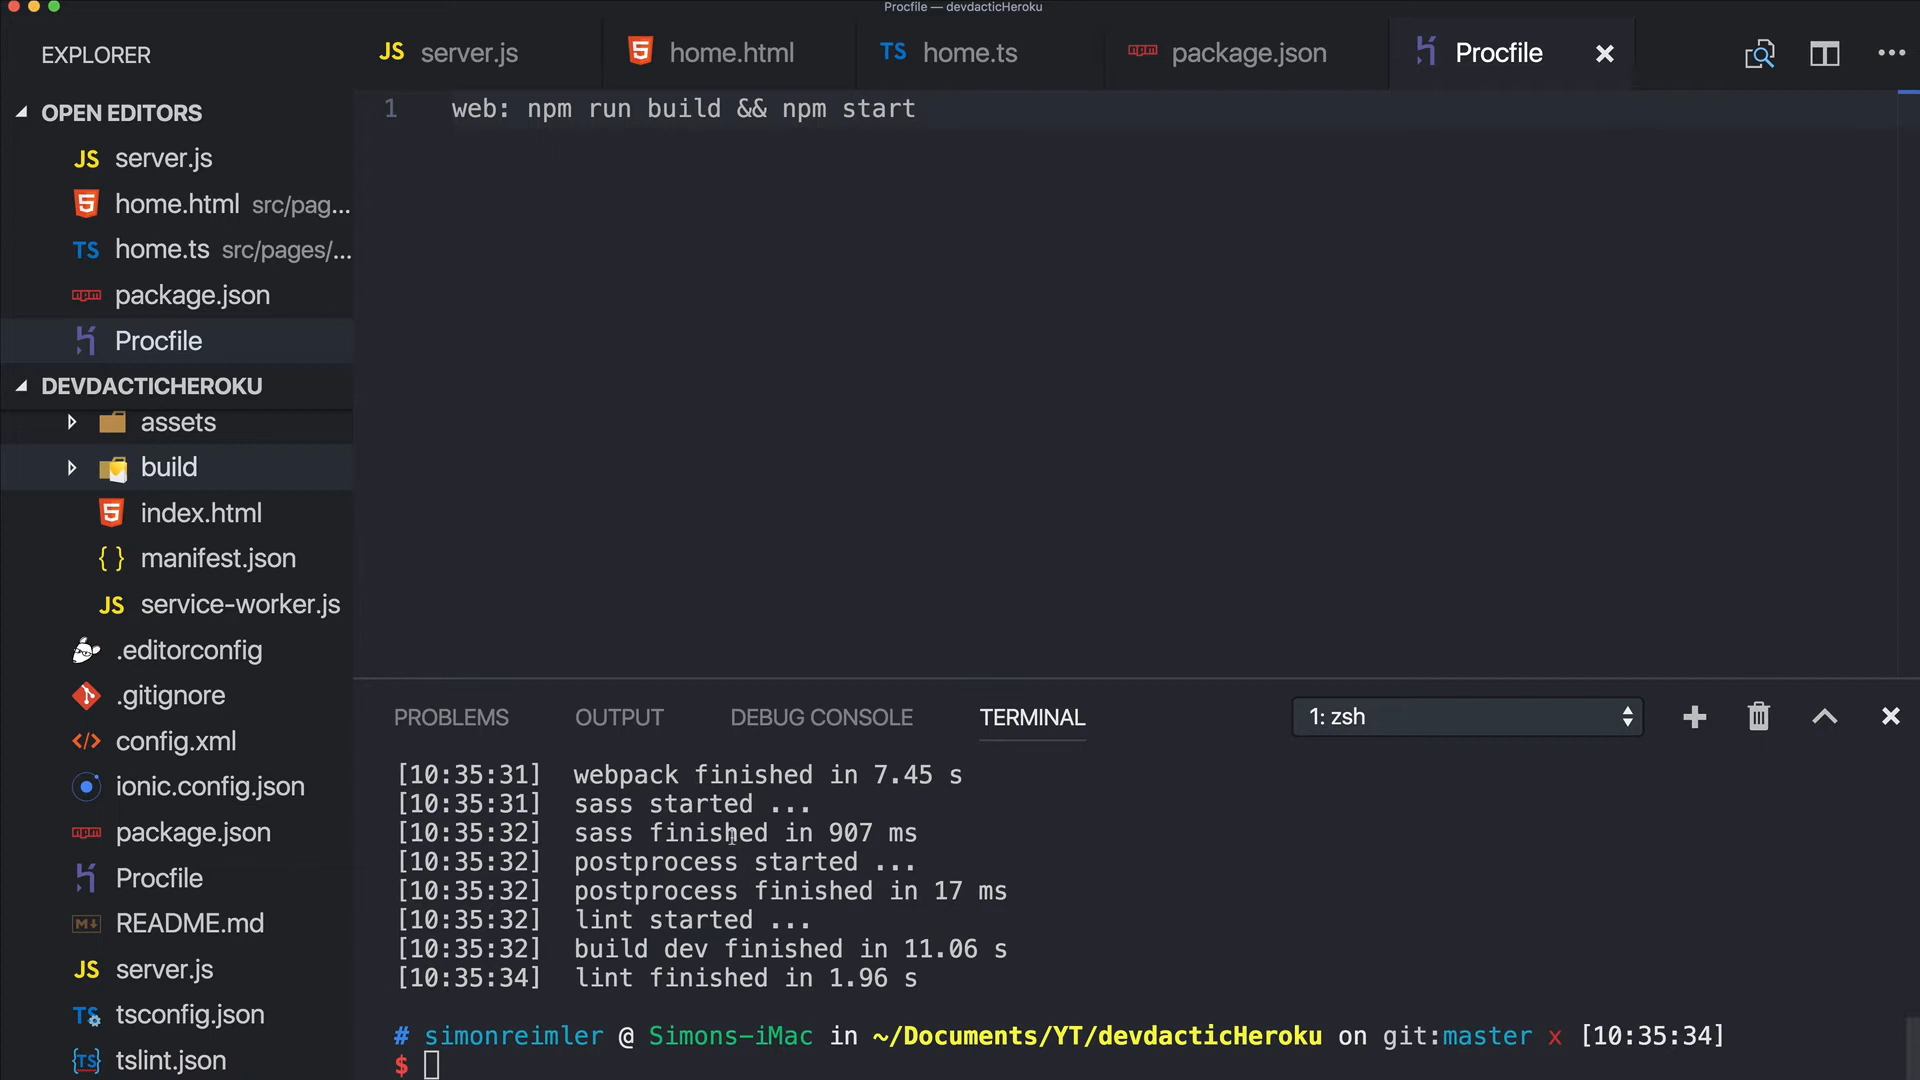 Procfile — devdacticHeroku
EXPLORER
JS server.js
home.html
TS home.ts
package.json
Procfile
OPEN EDITORS
JS server.js
home.html src/pag...
TS home.ts src/pages/...
package.json
Procfile
DEVDACTICHEROKU
assets
build
index.html
{ } manifest.json
JS service-worker.js
.editorconfig
.gitignore
config.xml
ionic.config.json
package.json
Procfile
README.md
JS server.js
TS tsconfig.json
TS tslint.json
1 web: npm run build && npm start
PROBLEMS OUTPUT DEBUG CONSOLE TERMINAL 1: zsh
[10:35:31] webpack finished in 7.45 s
[10:35:31] sass started ...
[10:35:32] sass finished in 907 ms
[10:35:32] postprocess started ...
[10:35:32] postprocess finished in 17 ms
[10:35:32] lint started ...
[10:35:32] build dev finished in 11.06 s
[10:35:34] lint finished in 1.96 s
# simonreimler @ Simons-iMac in ~/Documents/YT/devdacticHeroku on git:master x [10:35:34]
$